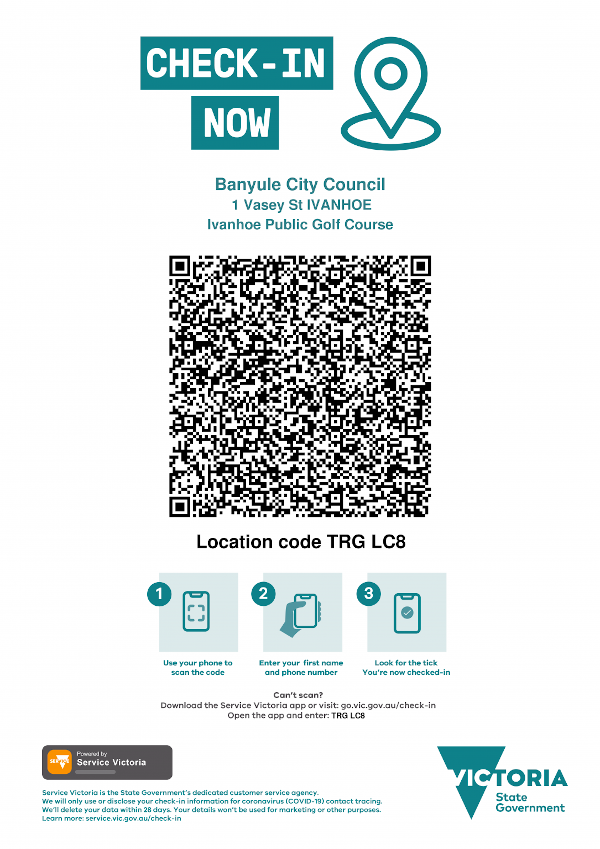 CHECK-IN
NOW
Banyule City Council
1 Vasey St IVANHOE
Ivanhoe Public Golf Course
Location code TRG LC8
1
2
3
Use your phone to
scan the code
Enter your first name
and phone number
Look for the tick
You're now checked-in
Can't scan?
Download the Service Victoria app or visit: go.vic.gov.au/check-in
Open the app and enter: TRG LC8
Powered by
Service Victoria
Service Victoria is the State Government's dedicated customer service agency.
We will only use or disclose your check-in information for coronavirus (COVID-19) contact tracing.
We'll delete your data within 28 days. Your details won't be used for marketing or other purposes.
Learn more: service.vic.gov.au/check-in
VICTORIA
State
Government